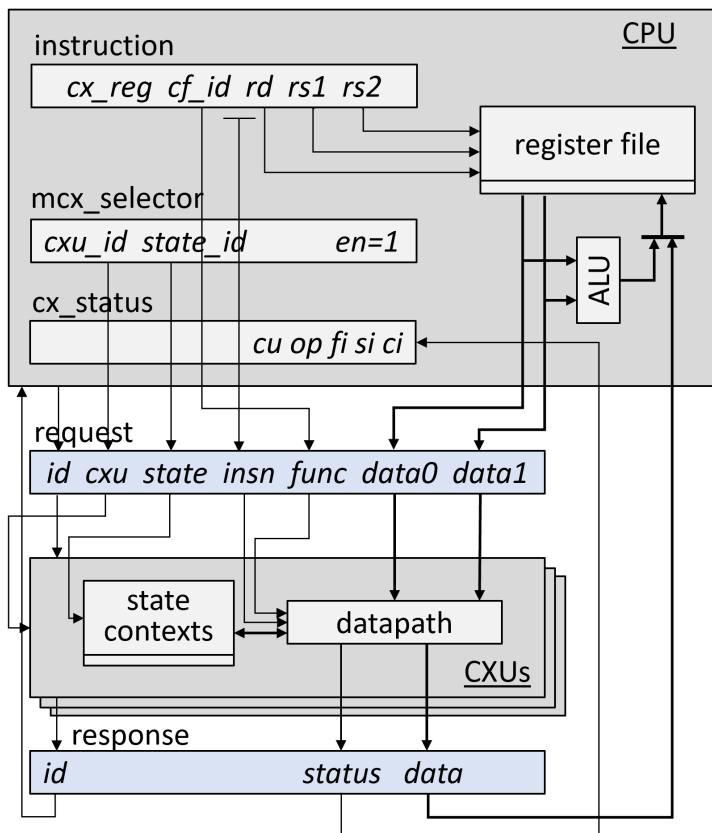 CPU
instruction
cx_reg cf_id rd rs1 rs2
register file
mcx_selector
cxu_id state_id en=1
ALU
cx_status
cu op fi si ci
request
id cxu state insn func data0 data1
state
contexts
datapath
CXUs
response
id status data